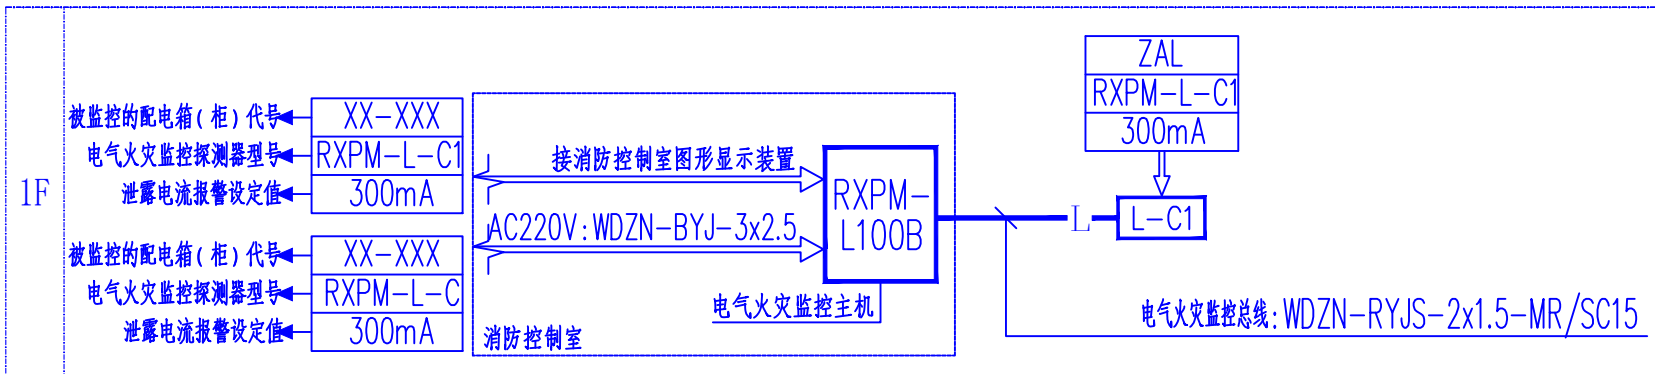 1F
被监控的配电箱(柜)代号
XX-XXX
电气火灾监控探测器型号
RXPM-L-C1
泄露电流报警设定值
300mA
被监控的配电箱(柜)代号
XX-XXX
电气火灾监控探测器型号
RXPM-L-C
泄露电流报警设定值
300mA
接消防控制室图形显示装置
AC220V:WDZN-BYJ-3x2.5
RXPM-
L100B
电气火灾监控主机
消防控制室
ZAL
RXPM-L-C1
300mA
L
L-C1
电气火灾监控总线:WDZN-RYJS-2x1.5-MR/SC15